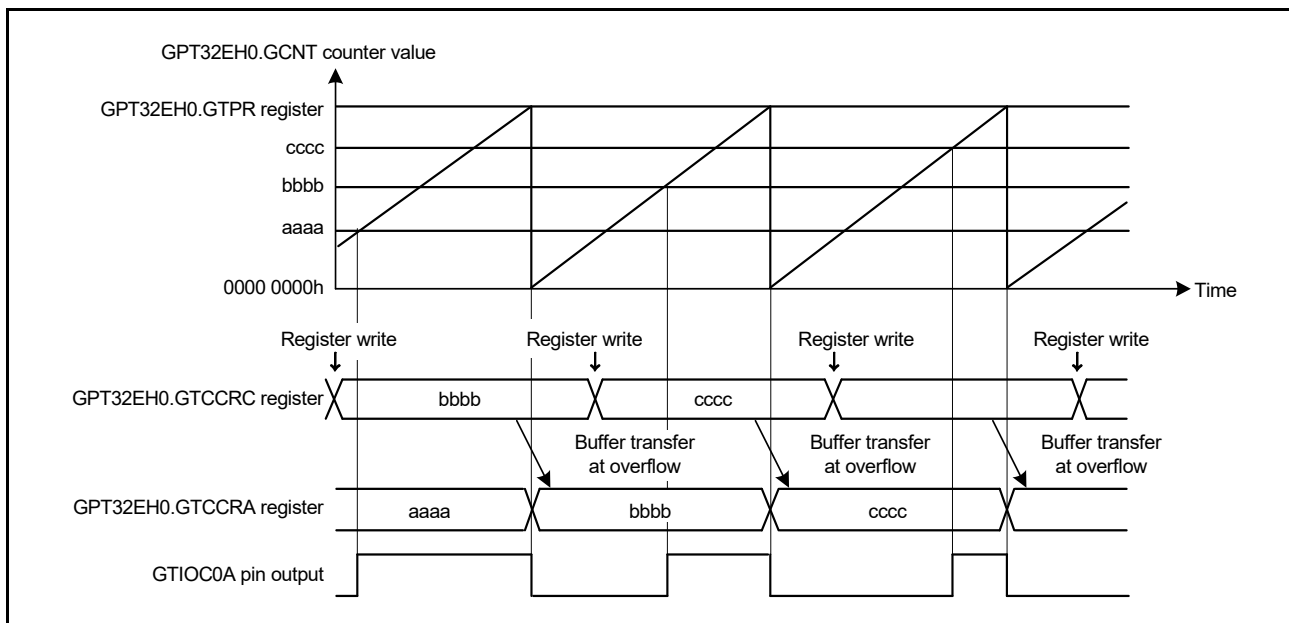 GPT32EH0.GCNT counter value
GPT32EH0.GTPR register
cccc
bbbb
aaaa
0000 0000h
Time
Register write
Register write
Register write
Register write
GPT32EH0.GTCCRC register
bbbb
cccc
Buffer transfer
at overflow
Buffer transfer
at overflow
Buffer transfer
at overflow
GPT32EH0.GTCCRA register
aaaa
bbbb
cccc
GTIOC0A pin output